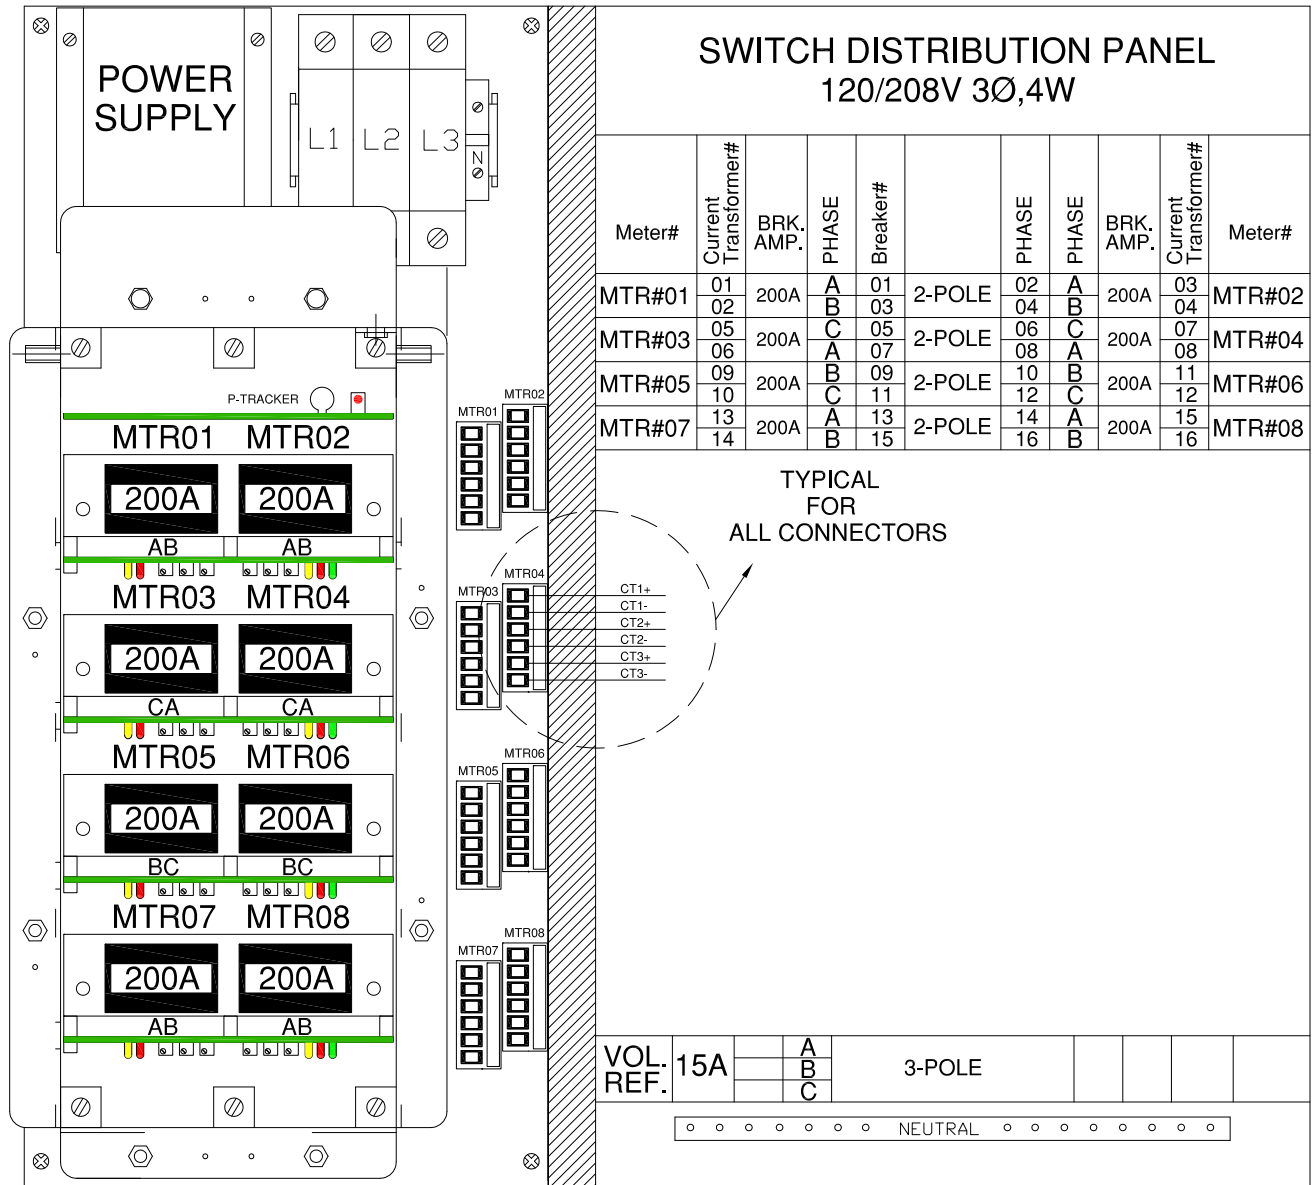 POWER
SUPPLY
L1 L2 L3
N
P-TRACKER
MTR01 MTR02
200A 200A
AB AB
MTR03 MTR04
200A 200A
CA CA
MTR05 MTR06
200A 200A
BC BC
MTR07 MTR08
200A 200A
AB AB
MTR01
MTR02
MTR03
MTR04
MTR05
MTR06
MTR07
MTR08
CT1+
CT1-
CT2+
CT2-
CT3+
CT3-
SWITCH DISTRIBUTION PANEL
120/208V 3Ø,4W
Meter# Current Transformer# BRK. AMP. PHASE Breaker# PHASE PHASE BRK. AMP. Current Transformer# Meter#
MTR#01 01 200A A 01 2-POLE 02 A 200A 03 MTR#02
02 B 03 04 B 04
MTR#03 05 200A C 05 2-POLE 06 C 200A 07 MTR#04
06 A 07 08 A 08
MTR#05 09 200A B 09 2-POLE 10 B 200A 11 MTR#06
10 C 11 12 C 12
MTR#07 13 200A A 13 2-POLE 14 A 200A 15 MTR#08
14 B 15 16 B 16
TYPICAL
FOR
ALL CONNECTORS
VOL.
REF.
15A
A
B
C
3-POLE
NEUTRAL